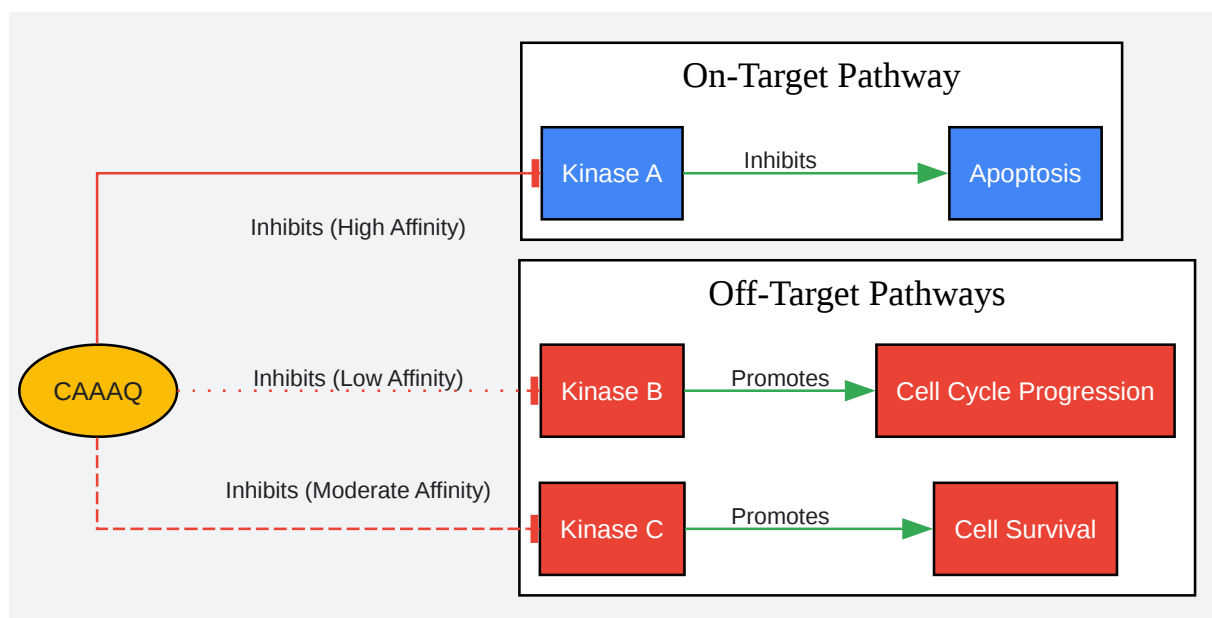 On-Target Pathway
Kinase A
Inhibits
Apoptosis
Inhibits (High Affinity)
Off-Target Pathways
CAAAQ
Inhibits (Low Affinity)
Kinase B
Promotes
Cell Cycle Progression
Inhibits (Moderate Affinity)
Kinase C
Promotes
Cell Survival